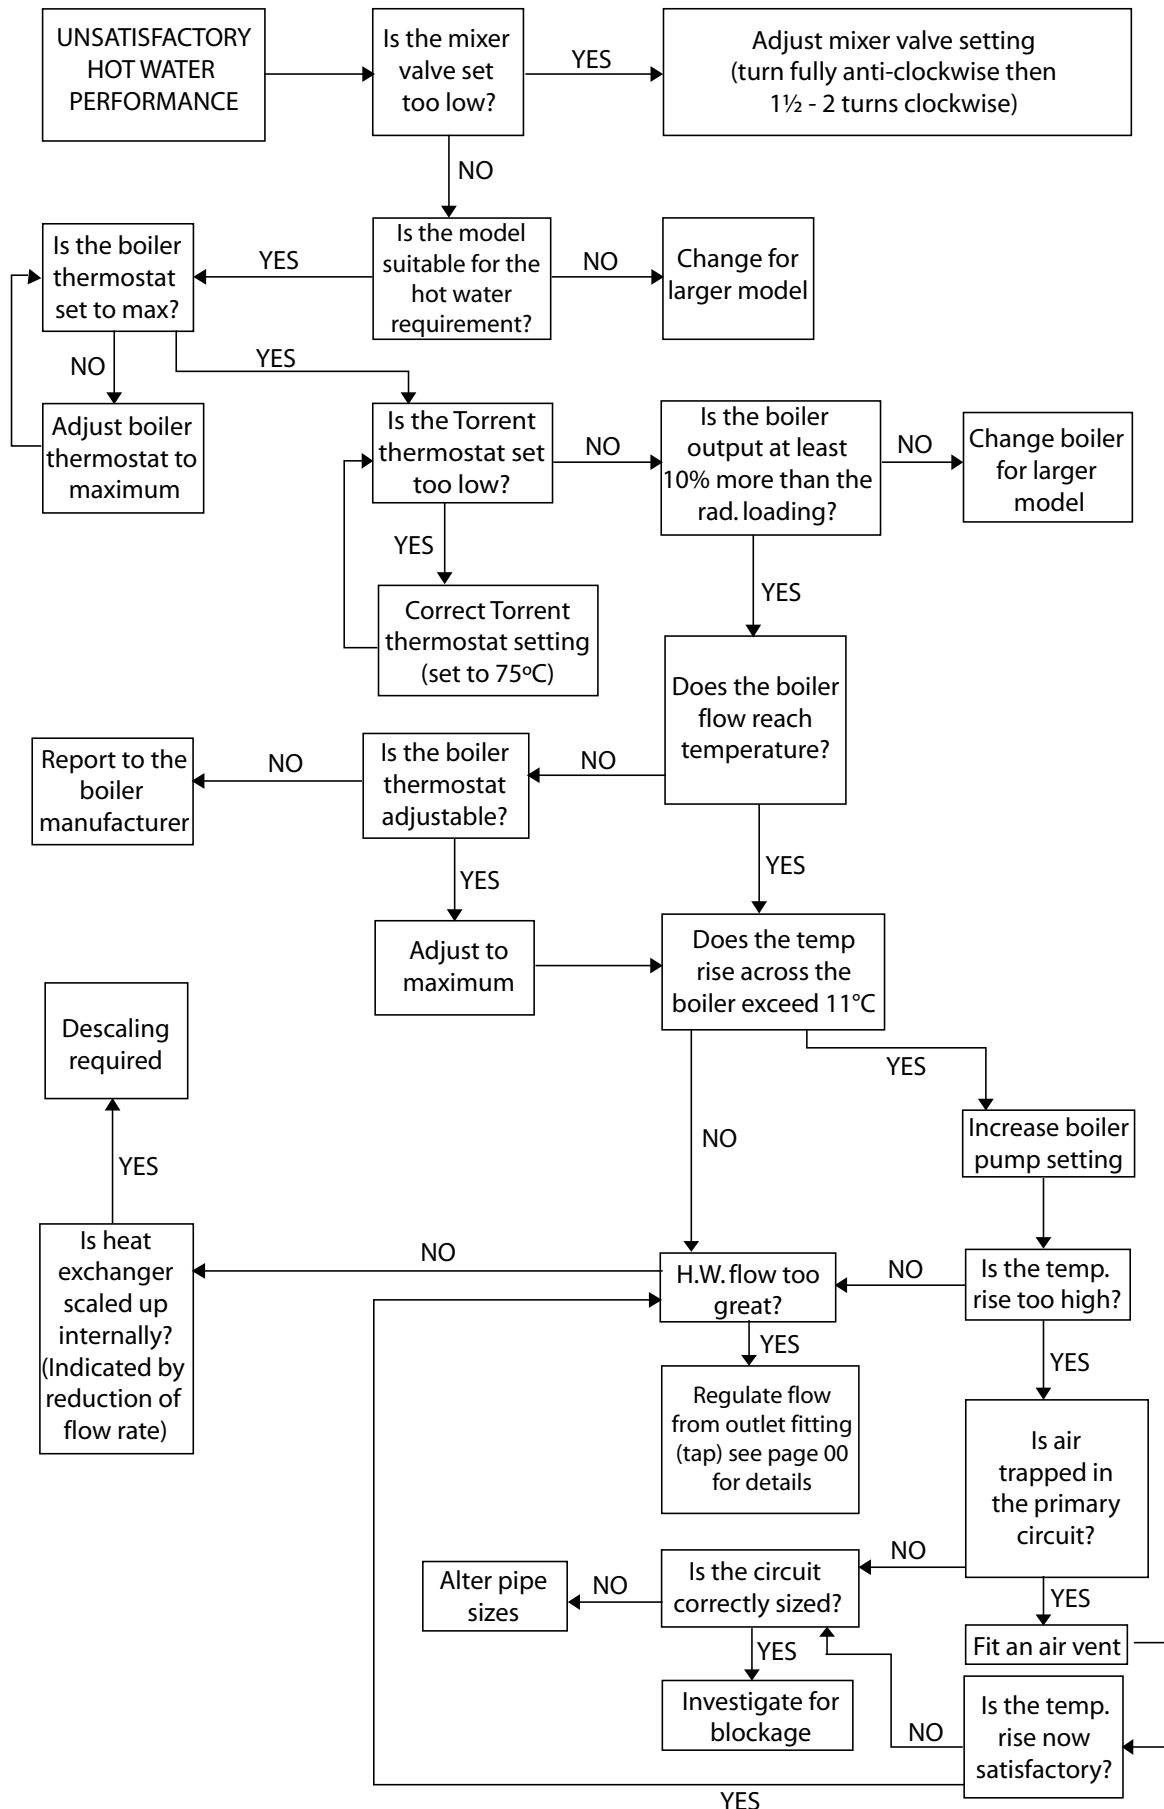 UNSATISFACTORY
HOT WATER
PERFORMANCE
Is the mixer
valve set
too low?
YES
Adjust mixer valve setting
(turn fully anti-clockwise then
1½ - 2 turns clockwise)
NO
Is the boiler
thermostat
set to max?
YES
Is the model
suitable for the
hot water
requirement?
NO
Change for
larger model
NO
YES
Adjust boiler
thermostat to
maximum
Is the Torrent
thermostat set
too low?
NO
Is the boiler
output at least
10% more than the
rad. loading?
NO
Change boiler
for larger
model
YES
YES
Correct Torrent
thermostat setting
(set to 75ºC)
Does the boiler
flow reach
temperature?
Report to the
boiler
manufacturer
NO
Is the boiler
thermostat
adjustable?
NO
YES
YES
Adjust to
maximum
Does the temp
rise across the
boiler exceed 11°C
Descaling
required
YES
NO
Increase boiler
pump setting
YES
Is heat
exchanger
scaled up
internally?
(Indicated by
reduction of
flow rate)
NO
H.W. flow too
great?
NO
Is the temp.
rise too high?
YES
YES
Regulate flow
from outlet fitting
(tap) see page 00
for details
Is air
trapped in
the primary
circuit?
Alter pipe
sizes
NO
Is the circuit
correctly sized?
NO
YES
YES
Fit an air vent
Investigate for
blockage
NO
Is the temp.
rise now
satisfactory?
YES